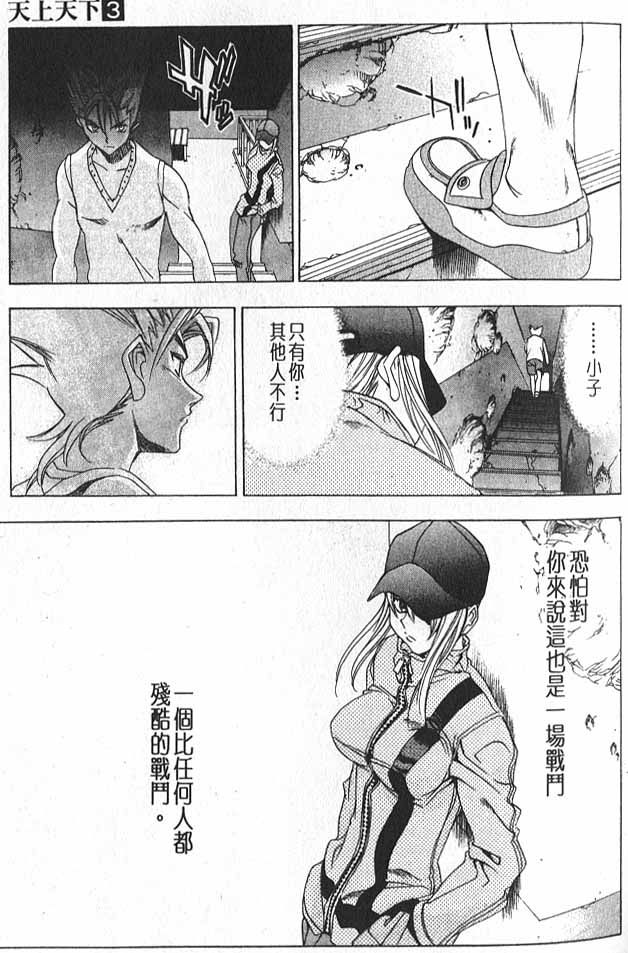 天上天下3
ガ
ザッ
……小子
只有你…
其他人不行
恐怕對
你來說這也是一場戰鬥
一個比任何人都
殘酷的戰鬥。